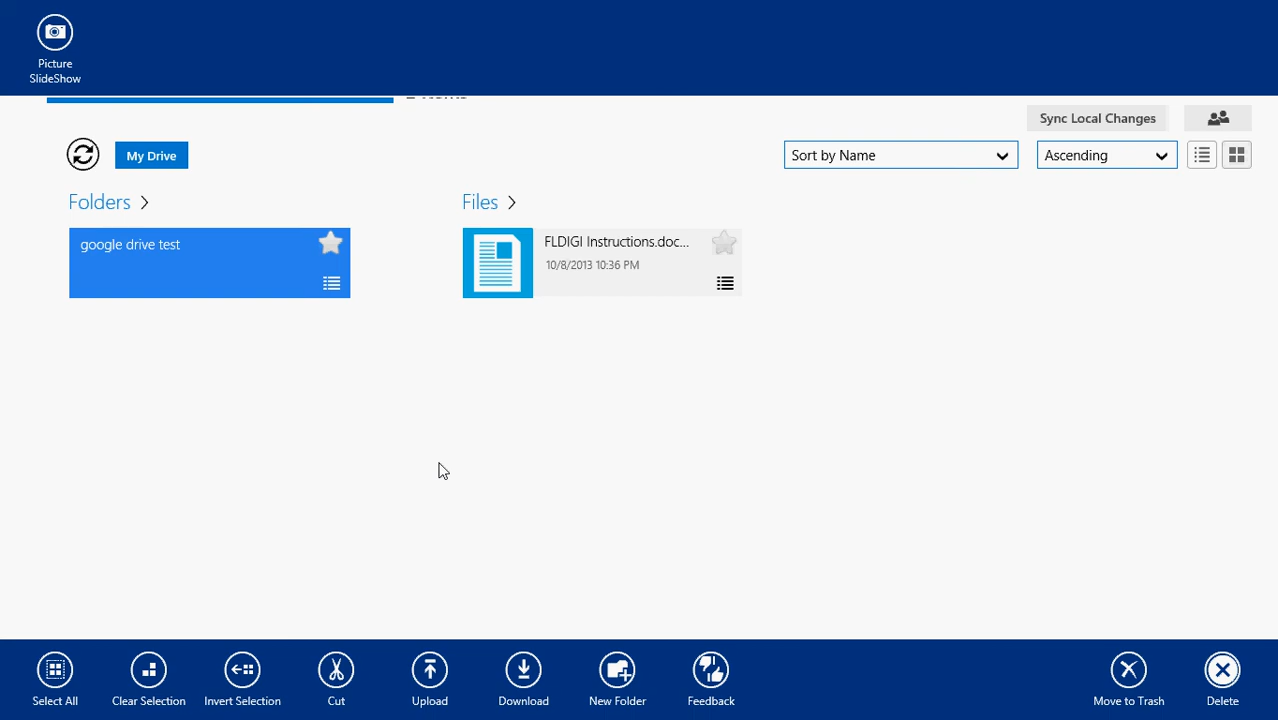 Picture
SlideShow
Sync Local Changes
My Drive
Sort by Name
Ascending
Folders
Files
google drive test
FLDIGI Instructions.doc...
10/8/2013 10:36 PM
Select All
Clear Selection
Invert Selection
Cut
Upload
Download
New Folder
Feedback
Move to Trash
Delete